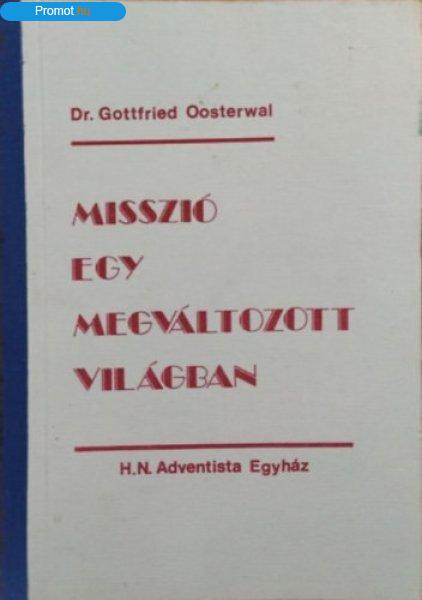 Promot.hu
Dr. Gottfried Oosterwal
MISSZIÓ
EGY
MEGVÁLTOZOTT
VILÁGBAN
H.N. Adventista Egyház